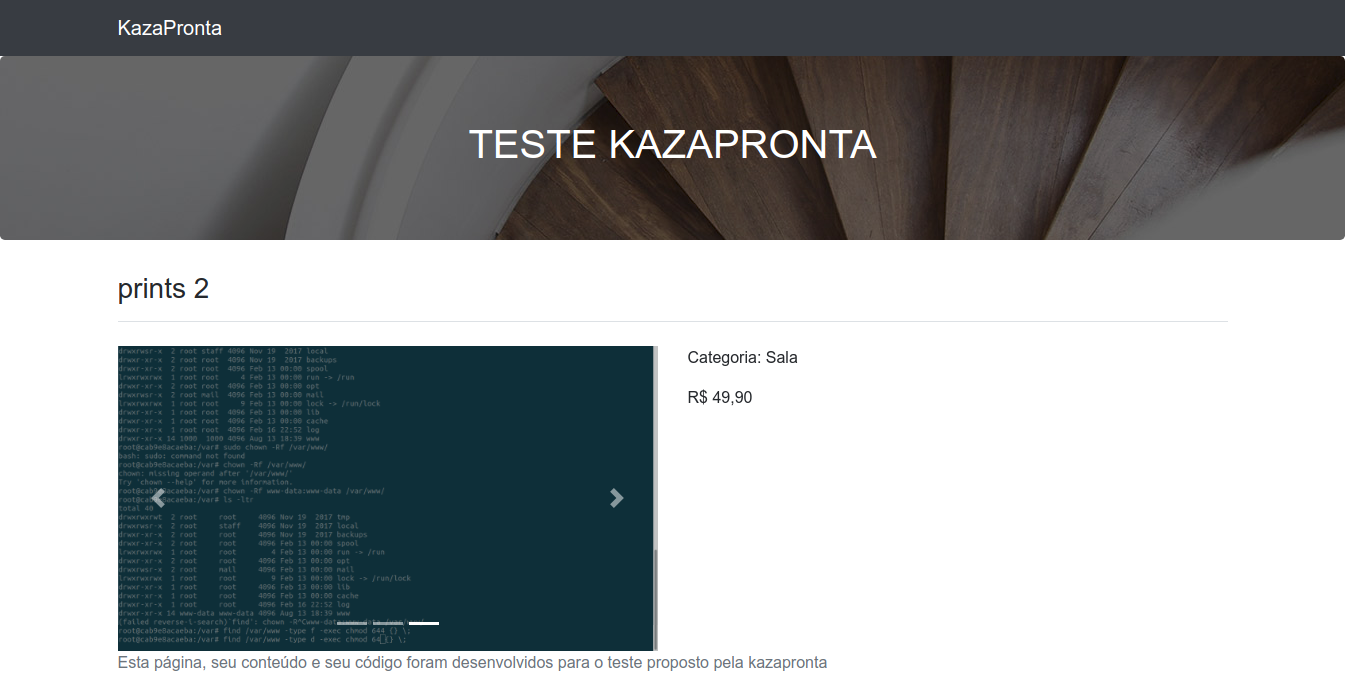 KazaPronta
TESTE KAZAPRONTA
prints 2
drwxrwsr-x 2 root staff 4096 Nov 19 2017 local
drwxr-xr-x 2 root root 4096 Nov 19 2017 backups
drwxr-xr-x 2 root root 4096 Feb 13 00:00 spool
lrwxrwxrwx 1 root root 4 Feb 13 00:00 run -> /run
drwxr-xr-x 2 root root 4096 Feb 13 00:00 opt
drwxrwsr-x 2 root mail 4096 Feb 13 00:00 mail
lrwxrwxrwx 1 root root 9 Feb 13 00:00 lock -> /run/lock
drwxr-xr-x 1 root root 4096 Feb 13 00:00 lib
drwxr-xr-x 1 root root 4096 Feb 13 00:00 cache
drwxr-xr-x 1 root root 4096 Feb 16 22:52 log
drwxr-xr-x 14 1000 1000 4096 Aug 13 18:39 www
root@cab9e8acaeba:/var# sudo chown -Rf /var/www/
bash: sudo: command not found
root@cab9e8acaeba:/var# chown -Rf /var/www/
chown: missing operand after '/var/www/'
Try 'chown --help' for more information.
root@cab9e8acaeba:/var# chown -Rf www-data:www-data /var/www/
root@cab9e8acaeba:/var# ls -ltr
total 40
drwxrwxrwt 2 root root 4096 Nov 19 2017 tmp
drwxrwsr-x 2 root staff 4096 Nov 19 2017 local
drwxr-xr-x 2 root root 4096 Nov 19 2017 backups
drwxr-xr-x 2 root root 4096 Feb 13 00:00 spool
lrwxrwxrwx 1 root root 4 Feb 13 00:00 run -> /run
drwxr-xr-x 2 root root 4096 Feb 13 00:00 opt
drwxrwsr-x 2 root mail 4096 Feb 13 00:00 mail
lrwxrwxrwx 1 root root 9 Feb 13 00:00 lock -> /run/lock
drwxr-xr-x 1 root root 4096 Feb 13 00:00 lib
drwxr-xr-x 1 root root 4096 Feb 13 00:00 cache
drwxr-xr-x 1 root root 4096 Feb 16 22:52 log
drwxr-xr-x 14 www-data www-data 4096 Aug 13 18:39 www
(failed reverse-i-search)`find': chown -R^Cwww-data
root@cab9e8acaeba:/var# find /var/www -type f -exec chmod 644 {} \;
root@cab9e8acaeba:/var# find /var/www -type d -exec chmod 64 {} \;
Categoria: Sala
R$ 49,90
Esta página, seu conteúdo e seu código foram desenvolvidos para o teste proposto pela kazapronta